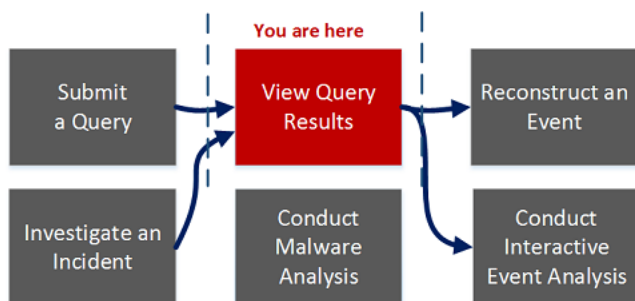 You are here
Submit
a Query
View Query
Results
Reconstruct an
Event
Investigate an
Incident
Conduct
Malware
Analysis
Conduct
Interactive
Event Analysis